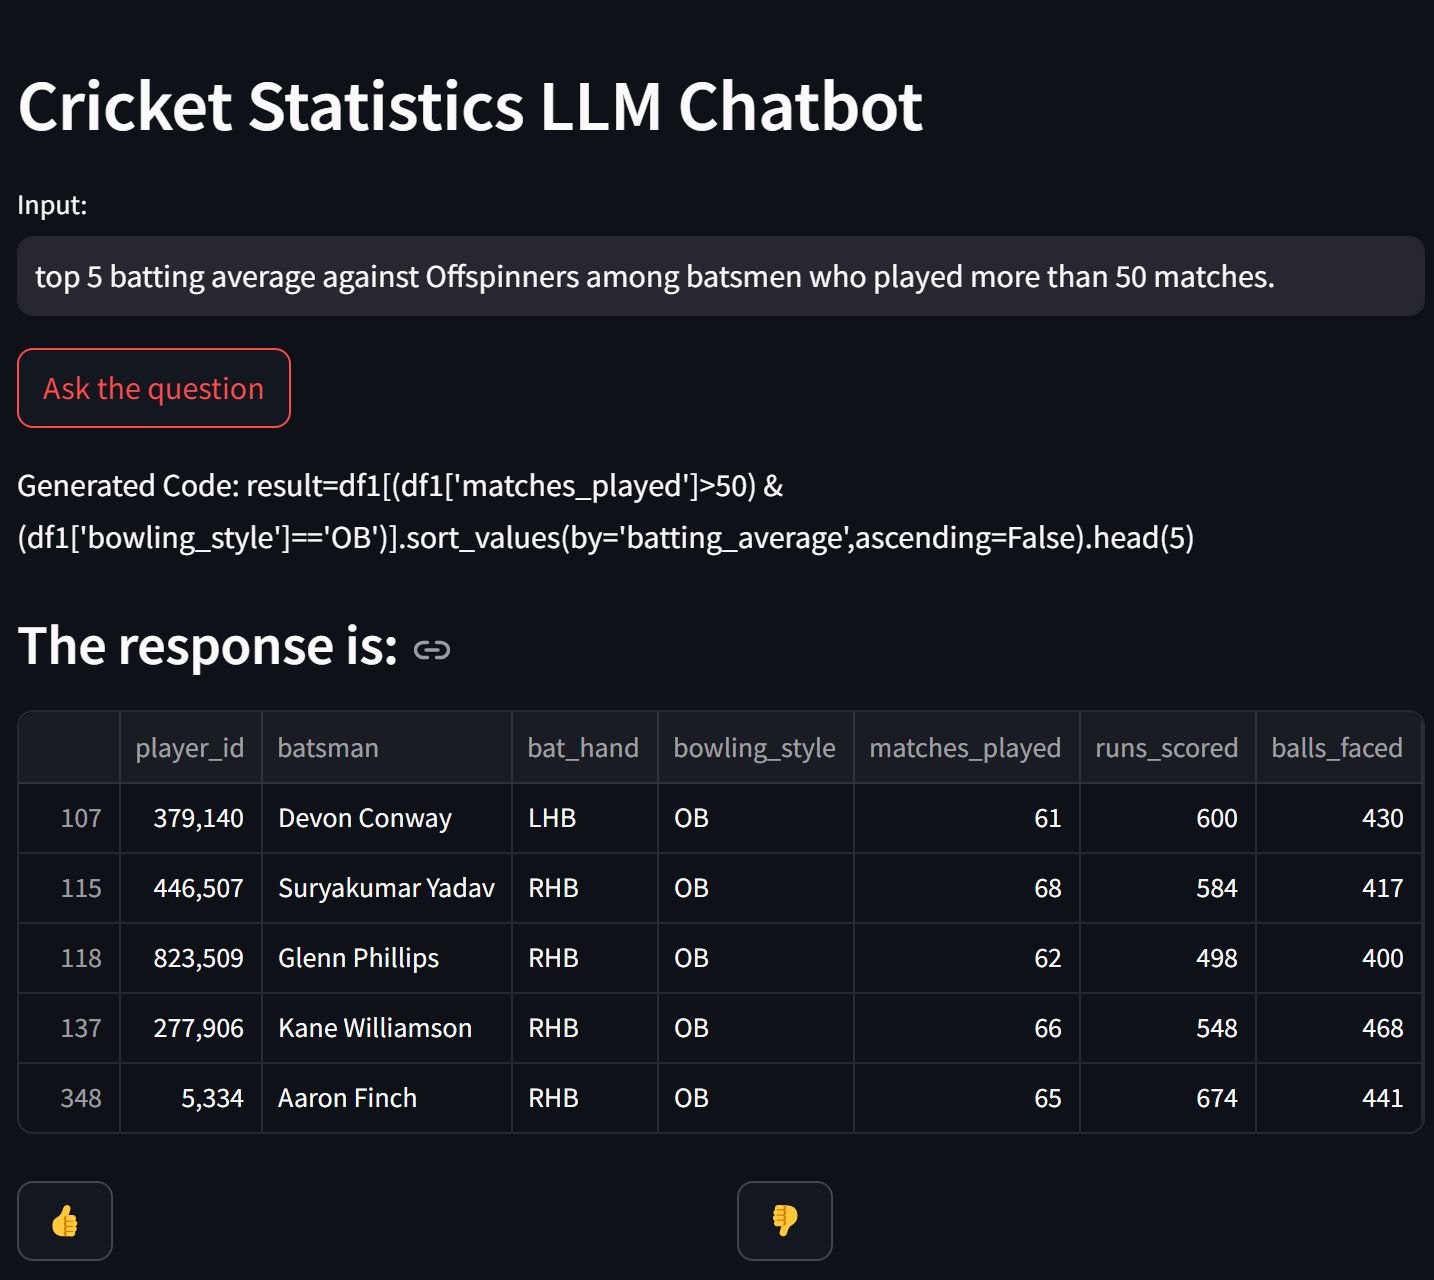 Cricket Statistics LLM Chatbot
Input:
top 5 batting average against Offspinners among batsmen who played more than 50 matches.
Ask the question
Generated Code: result=df1[(df1['matches_played']>50) &
(df1['bowling_style']=='OB')].sort_values(by='batting_average',ascending=False).head(5)
The response is:
player_id batsman bat_hand bowling_style matches_played runs_scored balls_faced
107 379,140 Devon Conway LHB OB 61 600 430
115 446,507 Suryakumar Yadav RHB OB 68 584 417
118 823,509 Glenn Phillips RHB OB 62 498 400
137 277,906 Kane Williamson RHB OB 66 548 468
348 5,334 Aaron Finch RHB OB 65 674 441